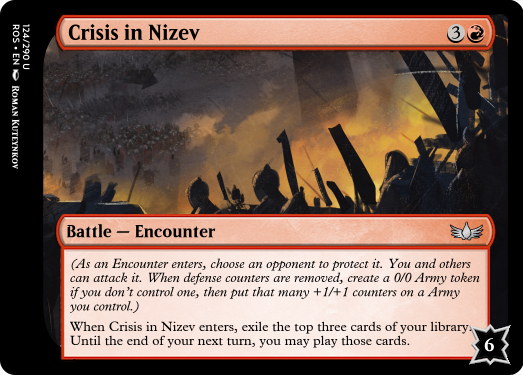 Crisis in Nizev
3
124/290 U
ROS • EN ROMAN KUTEYNKOV
Battle — Encounter
(As an Encounter enters, choose an opponent to protect it. You and others
can attack it. When defense counters are removed, create a 0/0 Army token
if you don't control one, then put that many +1/+1 counters on a Army
you control.)
When Crisis in Nizev enters, exile the top three cards of your library.
Until the end of your next turn, you may play those cards.
6